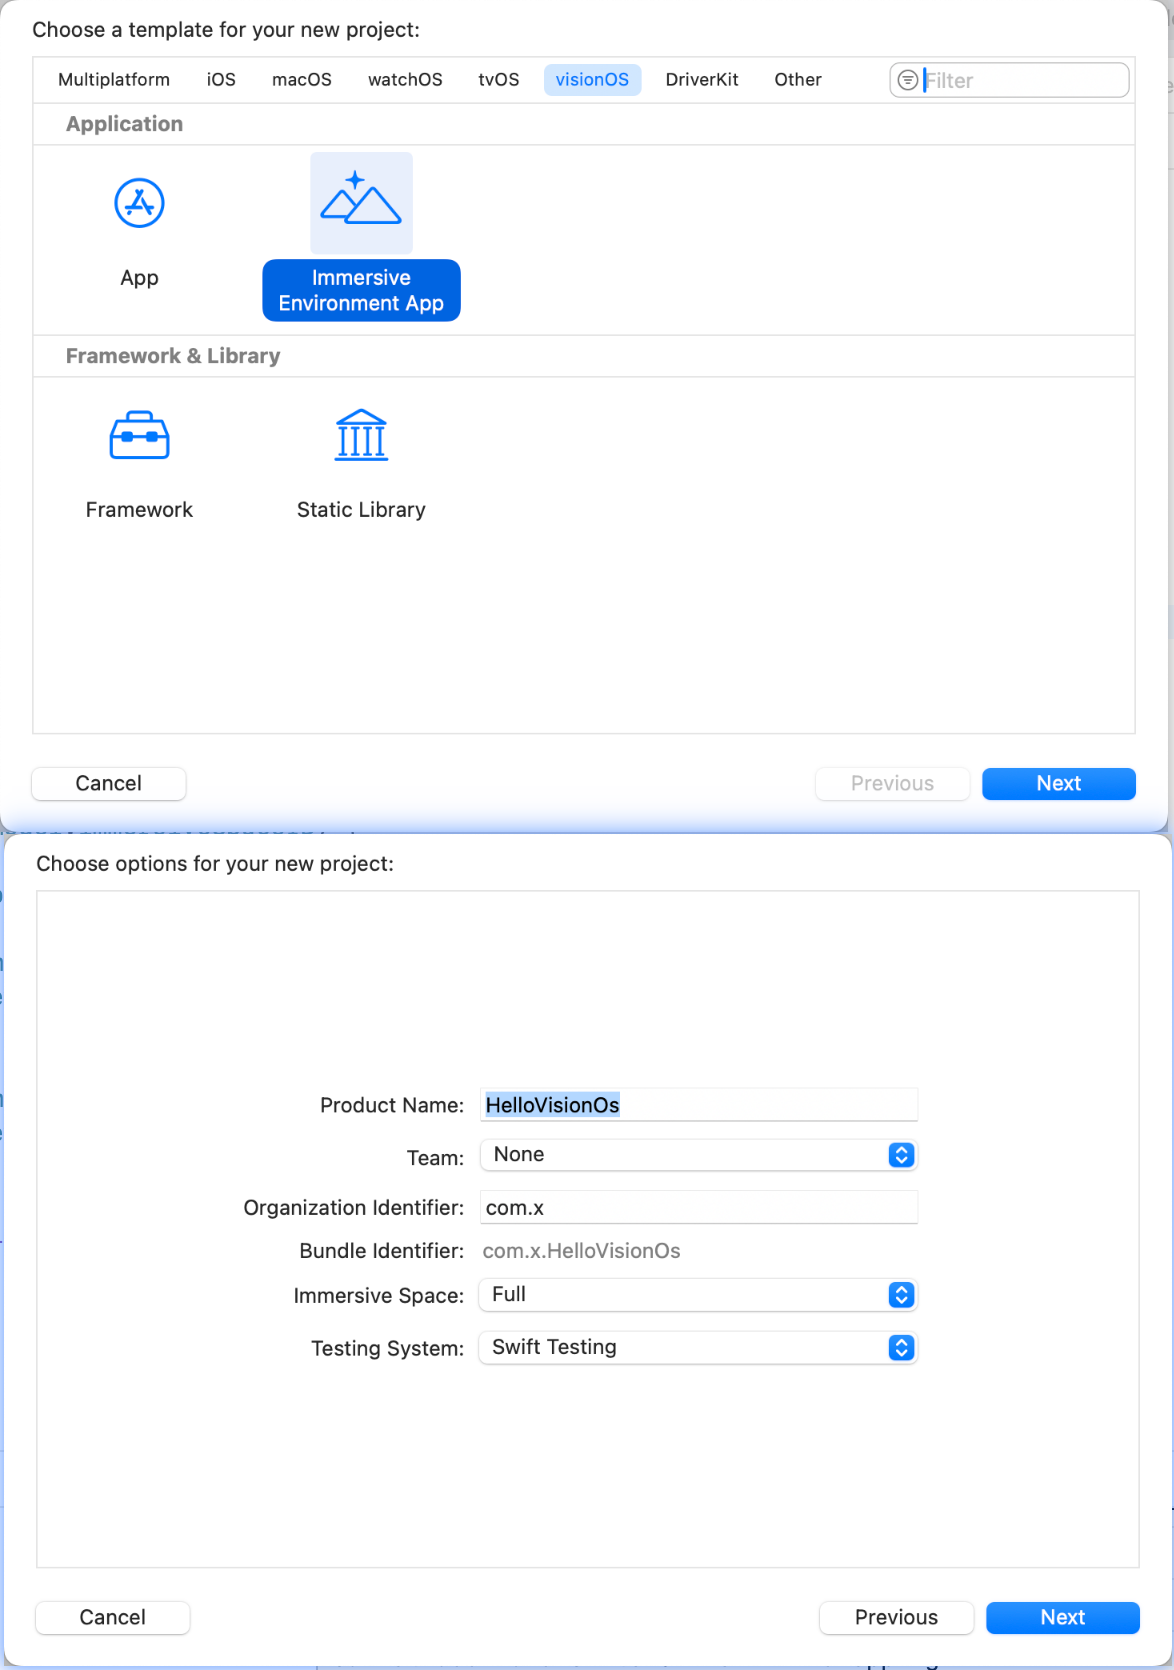 Choose a template for your new project:
Multiplatform iOS macOS watchOS tvOS visionOS DriverKit Other Filter
Application
App
Immersive
Environment App
Framework & Library
Framework Static Library
Cancel Previous Next
Choose options for your new project:
Product Name: HelloVisionOs
Team: None
Organization Identifier: com.x
Bundle Identifier: com.x.HelloVisionOs
Immersive Space: Full
Testing System: Swift Testing
Cancel Previous Next